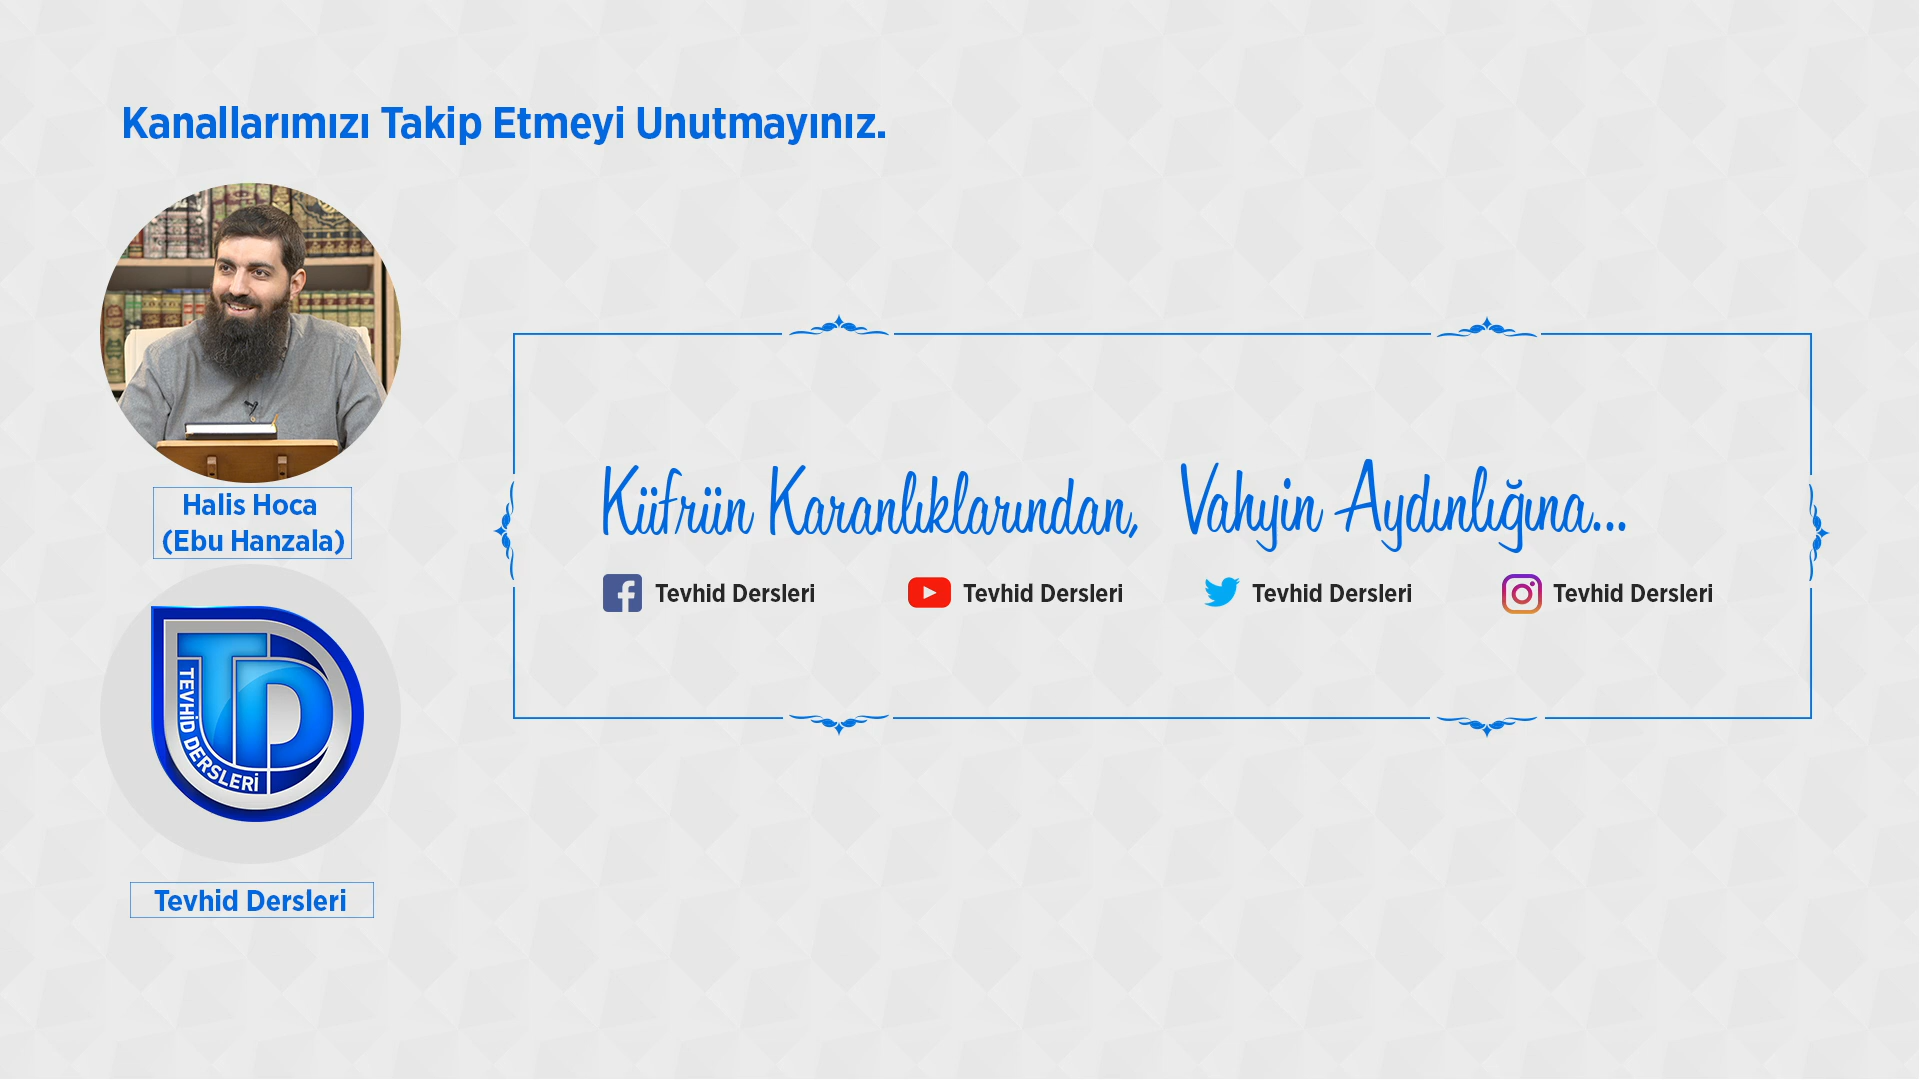 Kanallarımızı Takip Etmeyi Unutmayınız.
Halis Hoca
(Ebu Hanzala)
TEVHİD DERSLERİ
TD
Tevhid Dersleri
Küfrün Karanlıklarından, Vahyin Aydınlığına...
Tevhid Dersleri
Tevhid Dersleri
Tevhid Dersleri
Tevhid Dersleri